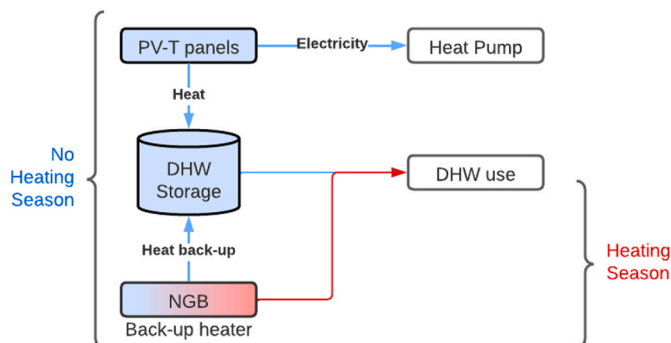 PV-T panels
Electricity
Heat Pump
Heat
No
Heating
Season
DHW
Storage
DHW use
Heat back-up
NGB
Back-up heater
Heating
Season